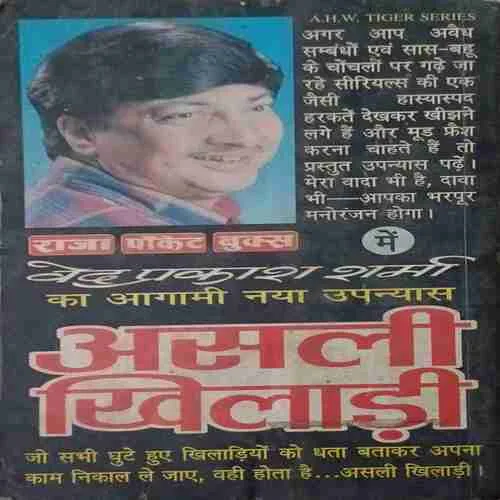 A.H.W. TIGER SERIES
अगर आप अवैध
सम्बंधों एवं सास-बहू
के चोंचलों पर गढ़े जा
रहे सीरियल्स की एक
जैसी हास्यास्पद
हरकतें देखकर खीझने
लगे हैं और मूड फ्रैश
करना चाहते हैं तो
प्रस्तुत उपन्यास पढ़ें।
मेरा वादा भी है, दावा
भी—आपका भरपूर
मनोरंजन होगा।
राजा पॉकेट बुक्स में
वेद प्रकाश शर्मा
का आगामी नया उपन्यास
असली
खिलाड़ी
जो सभी घुटे हुए खिलाड़ियों को धता बताकर अपना
काम निकाल ले जाए, वही होता है...असली खिलाड़ी।